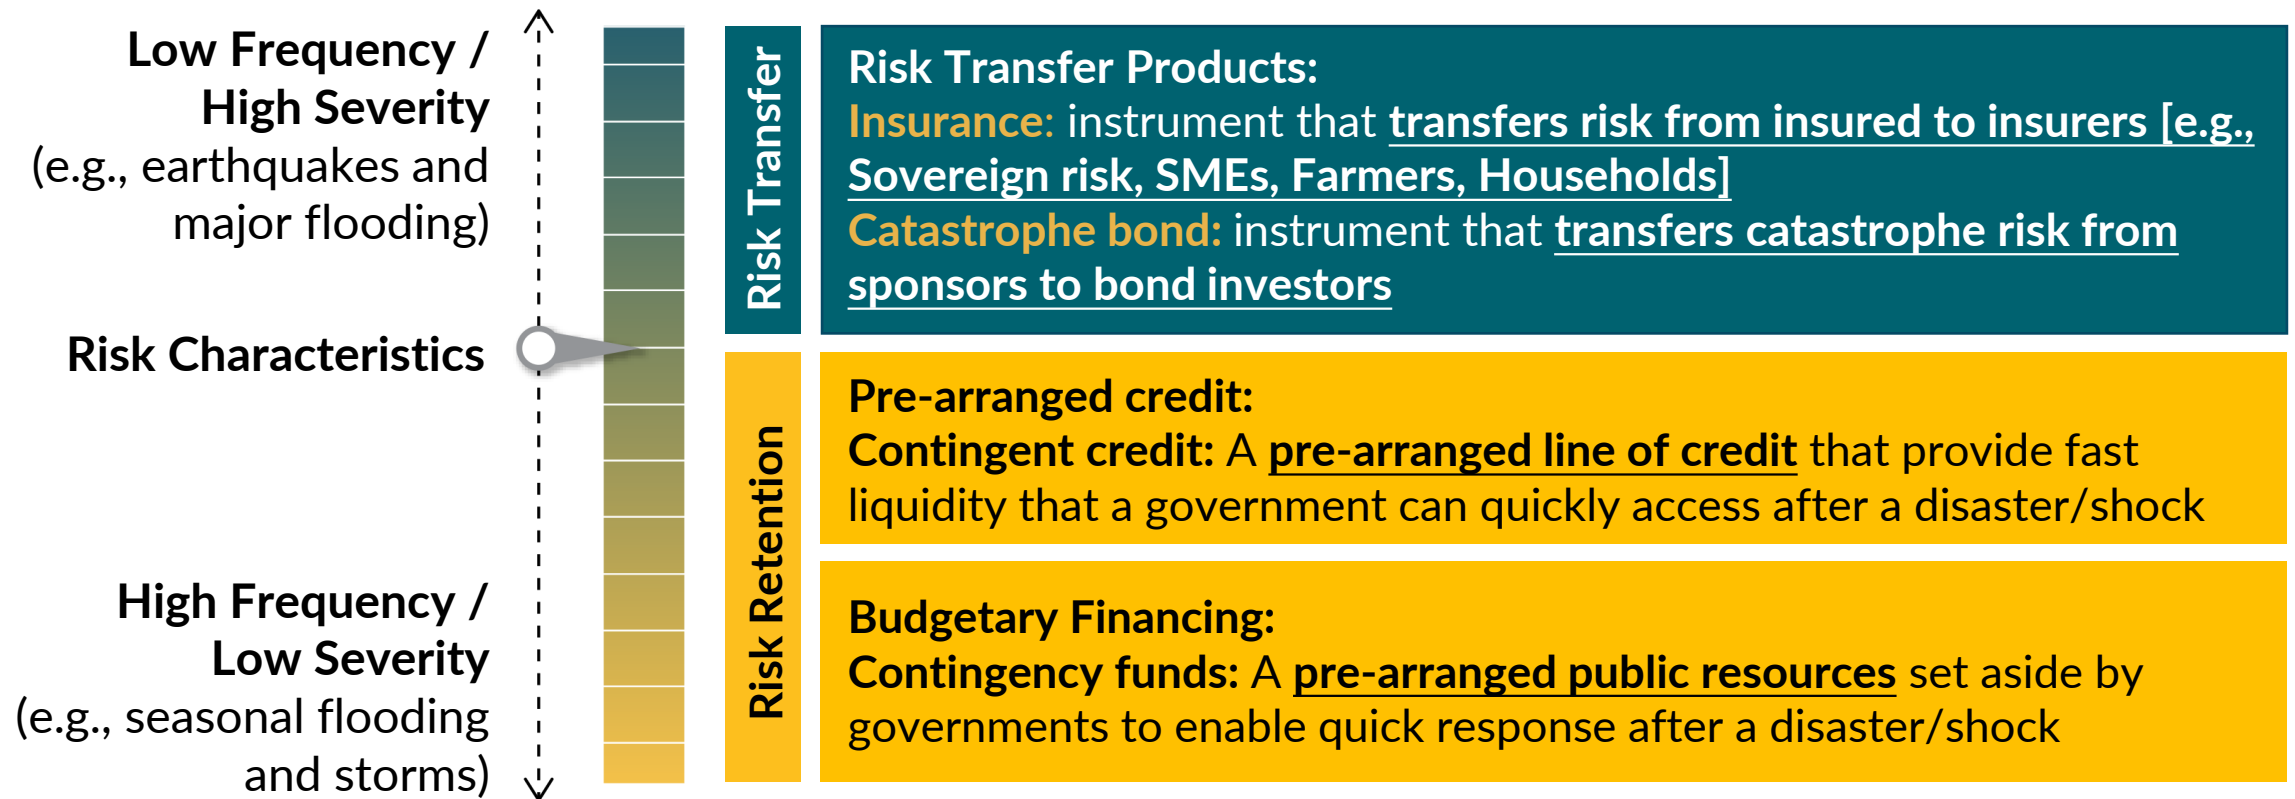 Low Frequency /
High Severity
(e.g., earthquakes and
major flooding)
Risk Characteristics
High Frequency /
Low Severity
(e.g., seasonal flooding
and storms)
Risk Transfer
Risk Transfer Products:
Insurance: instrument that transfers risk from insured to insurers [e.g.,
Sovereign risk, SMEs, Farmers, Households]
Catastrophe bond: instrument that transfers catastrophe risk from
sponsors to bond investors
Risk Retention
Pre-arranged credit:
Contingent credit: A pre-arranged line of credit that provide fast
liquidity that a government can quickly access after a disaster/shock
Budgetary Financing:
Contingency funds: A pre-arranged public resources set aside by
governments to enable quick response after a disaster/shock